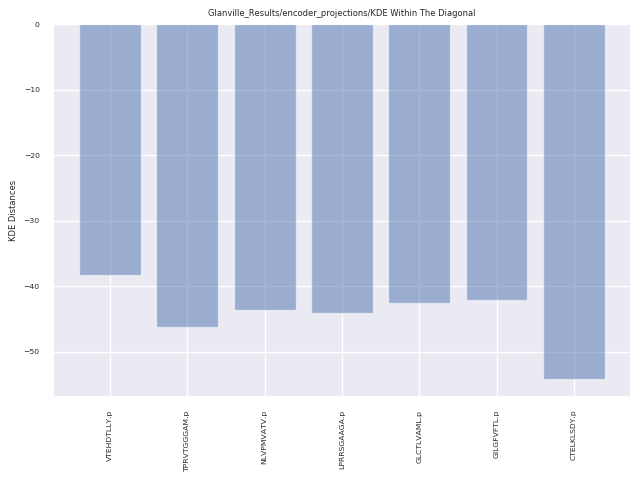 Glanville_Results/encoder_projections/KDE Within The Diagonal
0
−10
−20
−30
−40
−50
KDE Distances
VTEHDTLLY.p
TPRVTGGGAM.p
NLVPMVATV.p
LPRRSGAAGA.p
GLCTLVAML.p
GILGFVFTL.p
CTELKLSDY.p